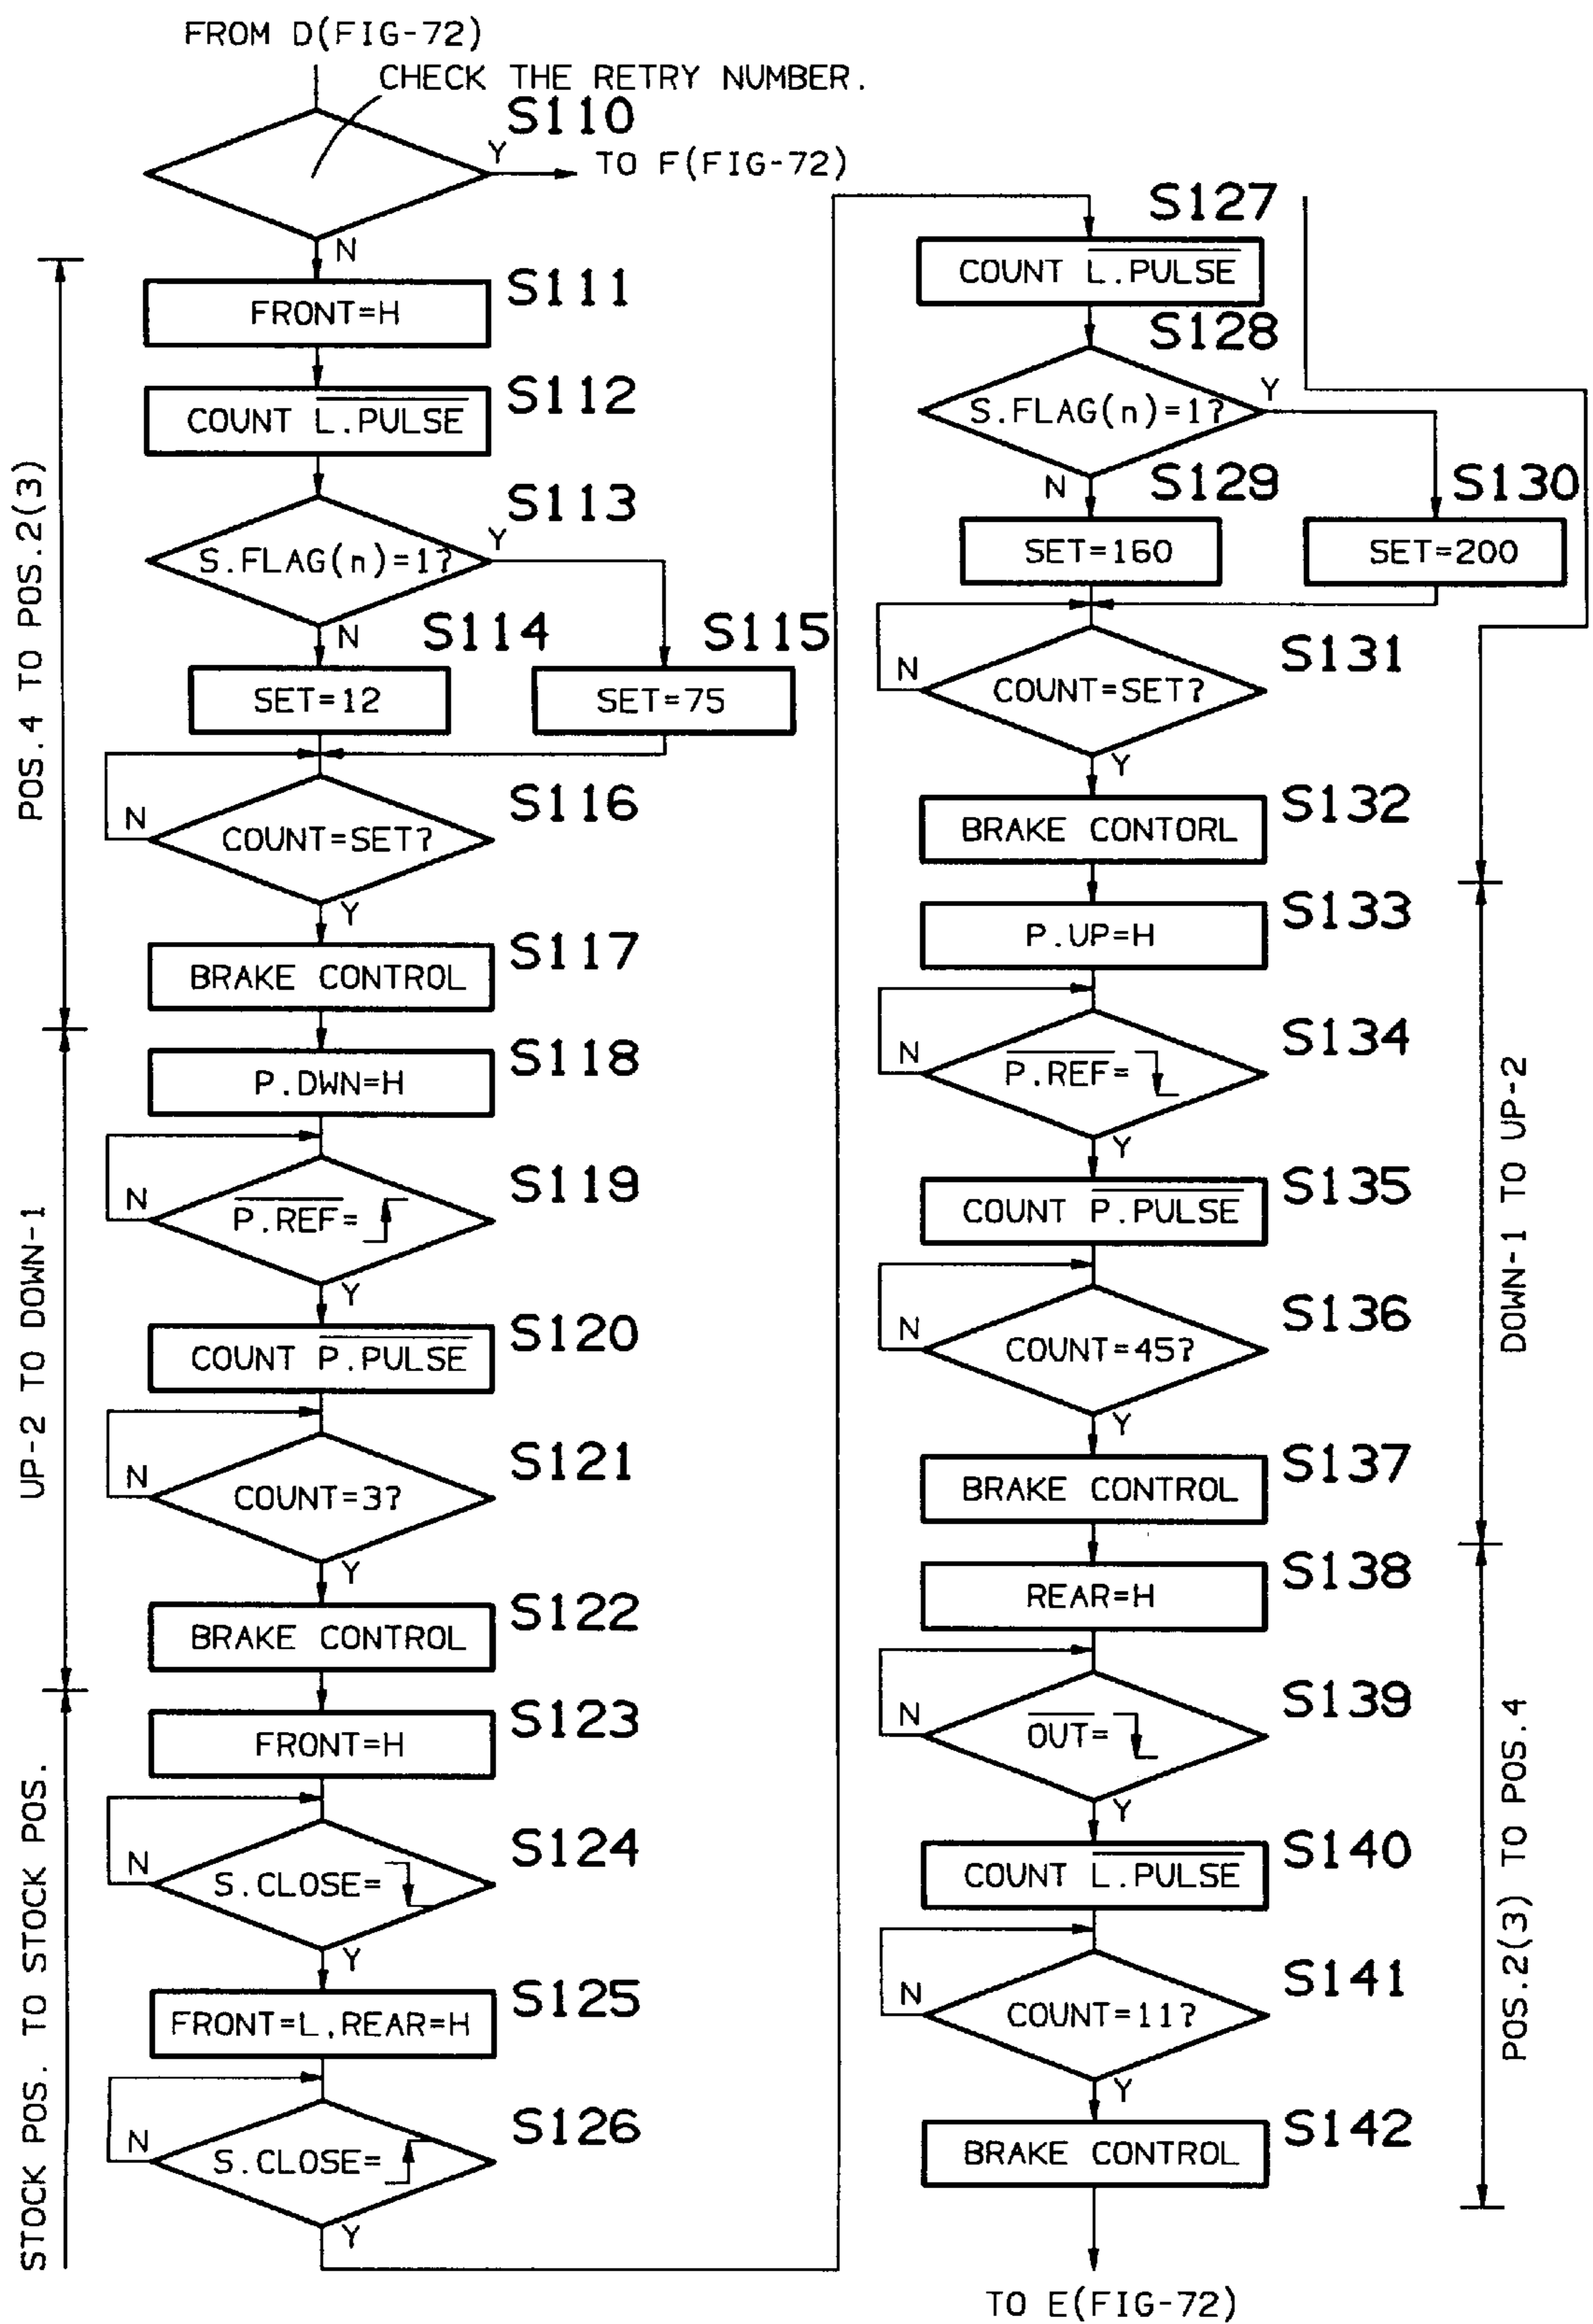 FROM D(FIG-72)
CHECK THE RETRY NUMBER.
S110
Y
TO F(FIG-72)
N
POS.4 TO POS.2(3)
FRONT=H
S111
COUNT L.PULSE
S112
S.FLAG(n)=1?
S113
Y
N
SET=12
S114
SET=75
S115
COUNT=SET?
S116
N
Y
BRAKE CONTROL
S117
UP-2 TO DOWN-1
P.DWN=H
S118
P.REF=
S119
N
Y
COUNT P.PULSE
S120
COUNT=3?
S121
N
Y
BRAKE CONTROL
S122
STOCK POS. TO STOCK POS.
FRONT=H
S123
S.CLOSE=
S124
N
Y
FRONT=L,REAR=H
S125
S.CLOSE=
S126
N
Y
COUNT L.PULSE
S127
S.FLAG(n)=1?
S128
Y
N
SET=160
S129
SET=200
S130
COUNT=SET?
S131
N
Y
BRAKE CONTORL
S132
DOWN-1 TO UP-2
P.UP=H
S133
P.REF=
S134
N
Y
COUNT P.PULSE
S135
COUNT=45?
S136
N
Y
BRAKE CONTROL
S137
POS.2(3) TO POS.4
REAR=H
S138
OUT=
S139
N
Y
COUNT L.PULSE
S140
COUNT=11?
S141
N
Y
BRAKE CONTROL
S142
TO E(FIG-72)